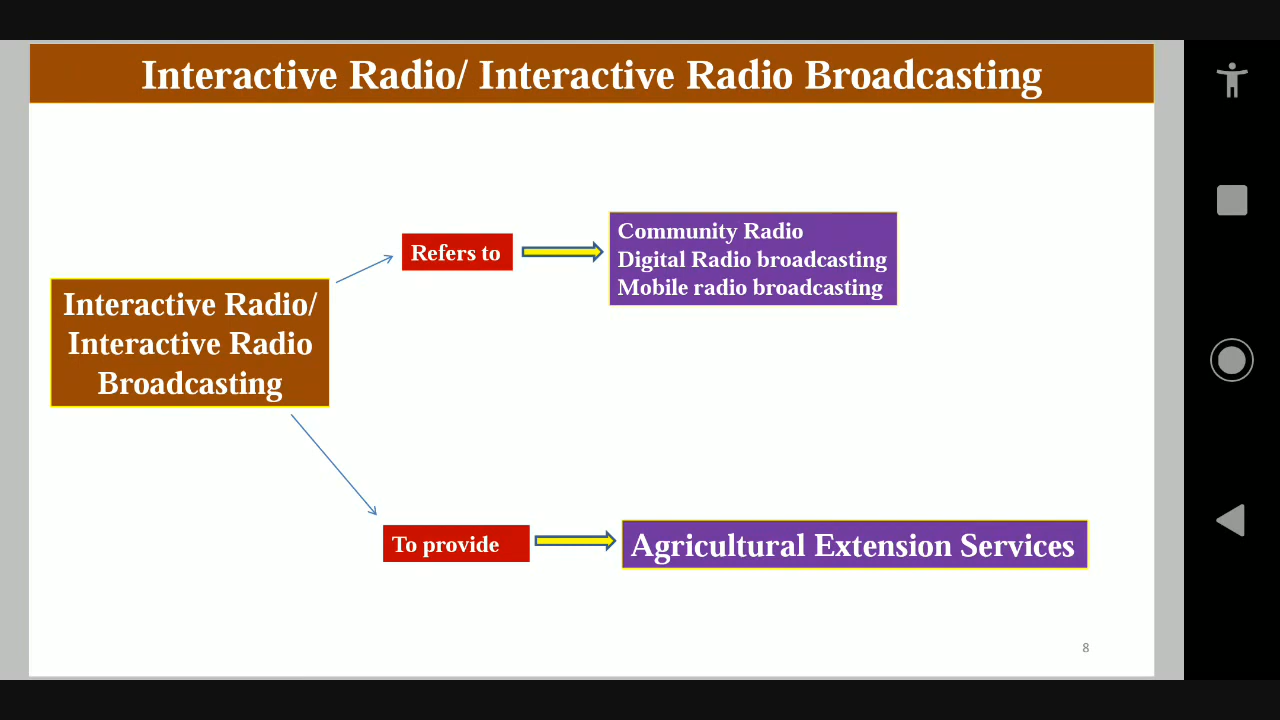 Interactive Radio/ Interactive Radio Broadcasting
Refers to
Community Radio
Digital Radio broadcasting
Mobile radio broadcasting
Interactive Radio/
Interactive Radio
Broadcasting
To provide
Agricultural Extension Services
8